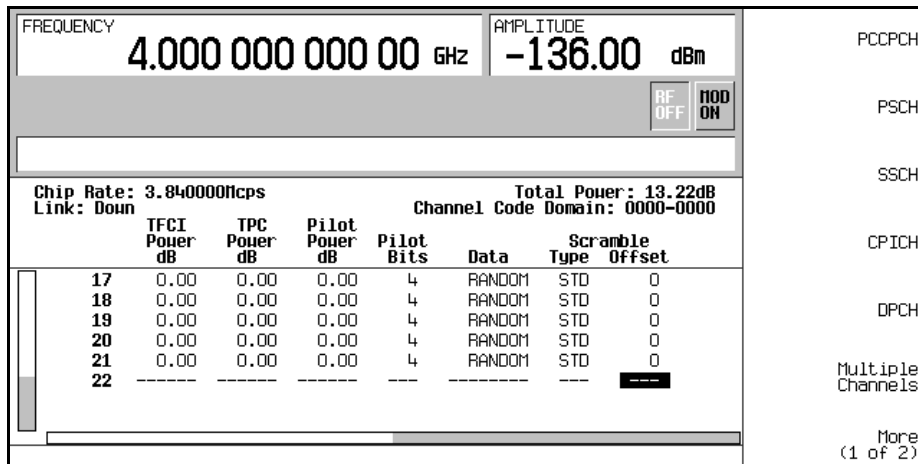 FREQUENCY
4.000 000 000 00 GHz
AMPLITUDE
-136.00 dBm
RF OFF
MOD ON
Chip Rate: 3.840000Mcps
Total Power: 13.22dB
Link: Down
Channel Code Domain: 0000-0000
TFCI Power dB
TPC Power dB
Pilot Power dB
Pilot Bits
Data
Scramble
Type Offset
17 0.00 0.00 0.00 4 RANDOM STD 0
18 0.00 0.00 0.00 4 RANDOM STD 0
19 0.00 0.00 0.00 4 RANDOM STD 0
20 0.00 0.00 0.00 4 RANDOM STD 0
21 0.00 0.00 0.00 4 RANDOM STD 0
22 ------ ------ ------ --- -------- --- ---
PCCPCH
PSCH
SSCH
CPICH
DPCH
Multiple
Channels
More
(1 of 2)